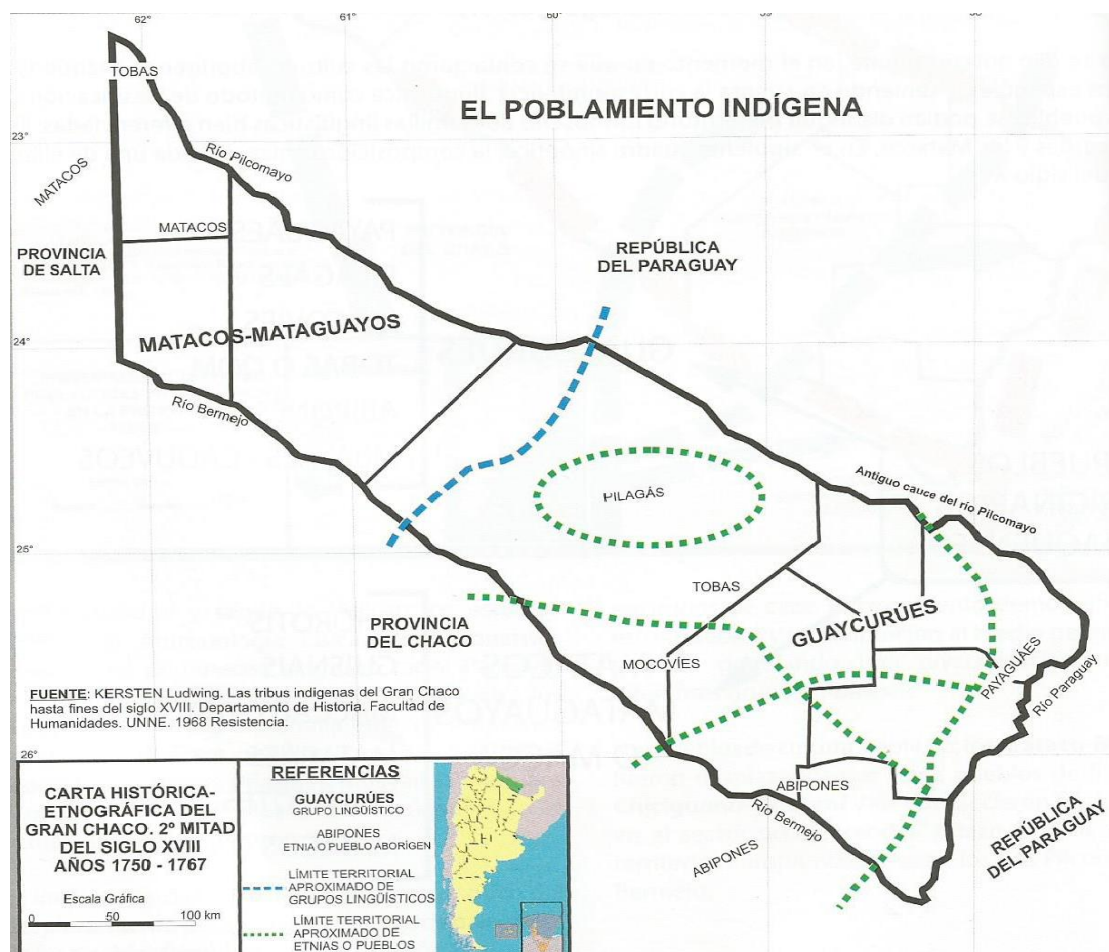 62°
61
60
59
58
TOBAS
EL POBLAMIENTO INDÍGENA
23°
Río Pilcomayo
MATACOS
MATACOS
PROVINCIA
DE SALTA
REPÚBLICA
DEL PARAGUAY
MATACOS-MATAGUAYOS
24°
Río Bermejo
PILAGÁS
Antiguo cauce del río Pilcomayo
25°
TOBAS
PROVINCIA
DEL CHACO
GUAYCURÚES
MOCOVÍES
PAYAGUÁES
Río Paraguay
FUENTE: KERSTEN Ludwing. Las tribus indígenas del Gran Chaco
hasta fines del siglo XVIII. Departamento de Historia. Facultad de
Humanidades. UNNE. 1968 Resistencia.
26°
ABIPONES
Río Bermejo
ABIPONES
REPÚBLICA
DEL PARAGUAY
CARTA HISTÓRICA-
ETNOGRÁFICA DEL
GRAN CHACO. 2º MITAD
DEL SIGLO XVIII
AÑOS 1750 - 1767
Escala Gráfica
0 50 100 km
REFERENCIAS
GUAYCURÚES
GRUPO LINGÜÍSTICO
ABIPONES
ETNIA O PUEBLO ABORÍGEN
LÍMITE TERRITORIAL
APROXIMADO DE
GRUPOS LINGÜÍSTICOS
LÍMITE TERRITORIAL
APROXIMADO DE
ETNIAS O PUEBLOS